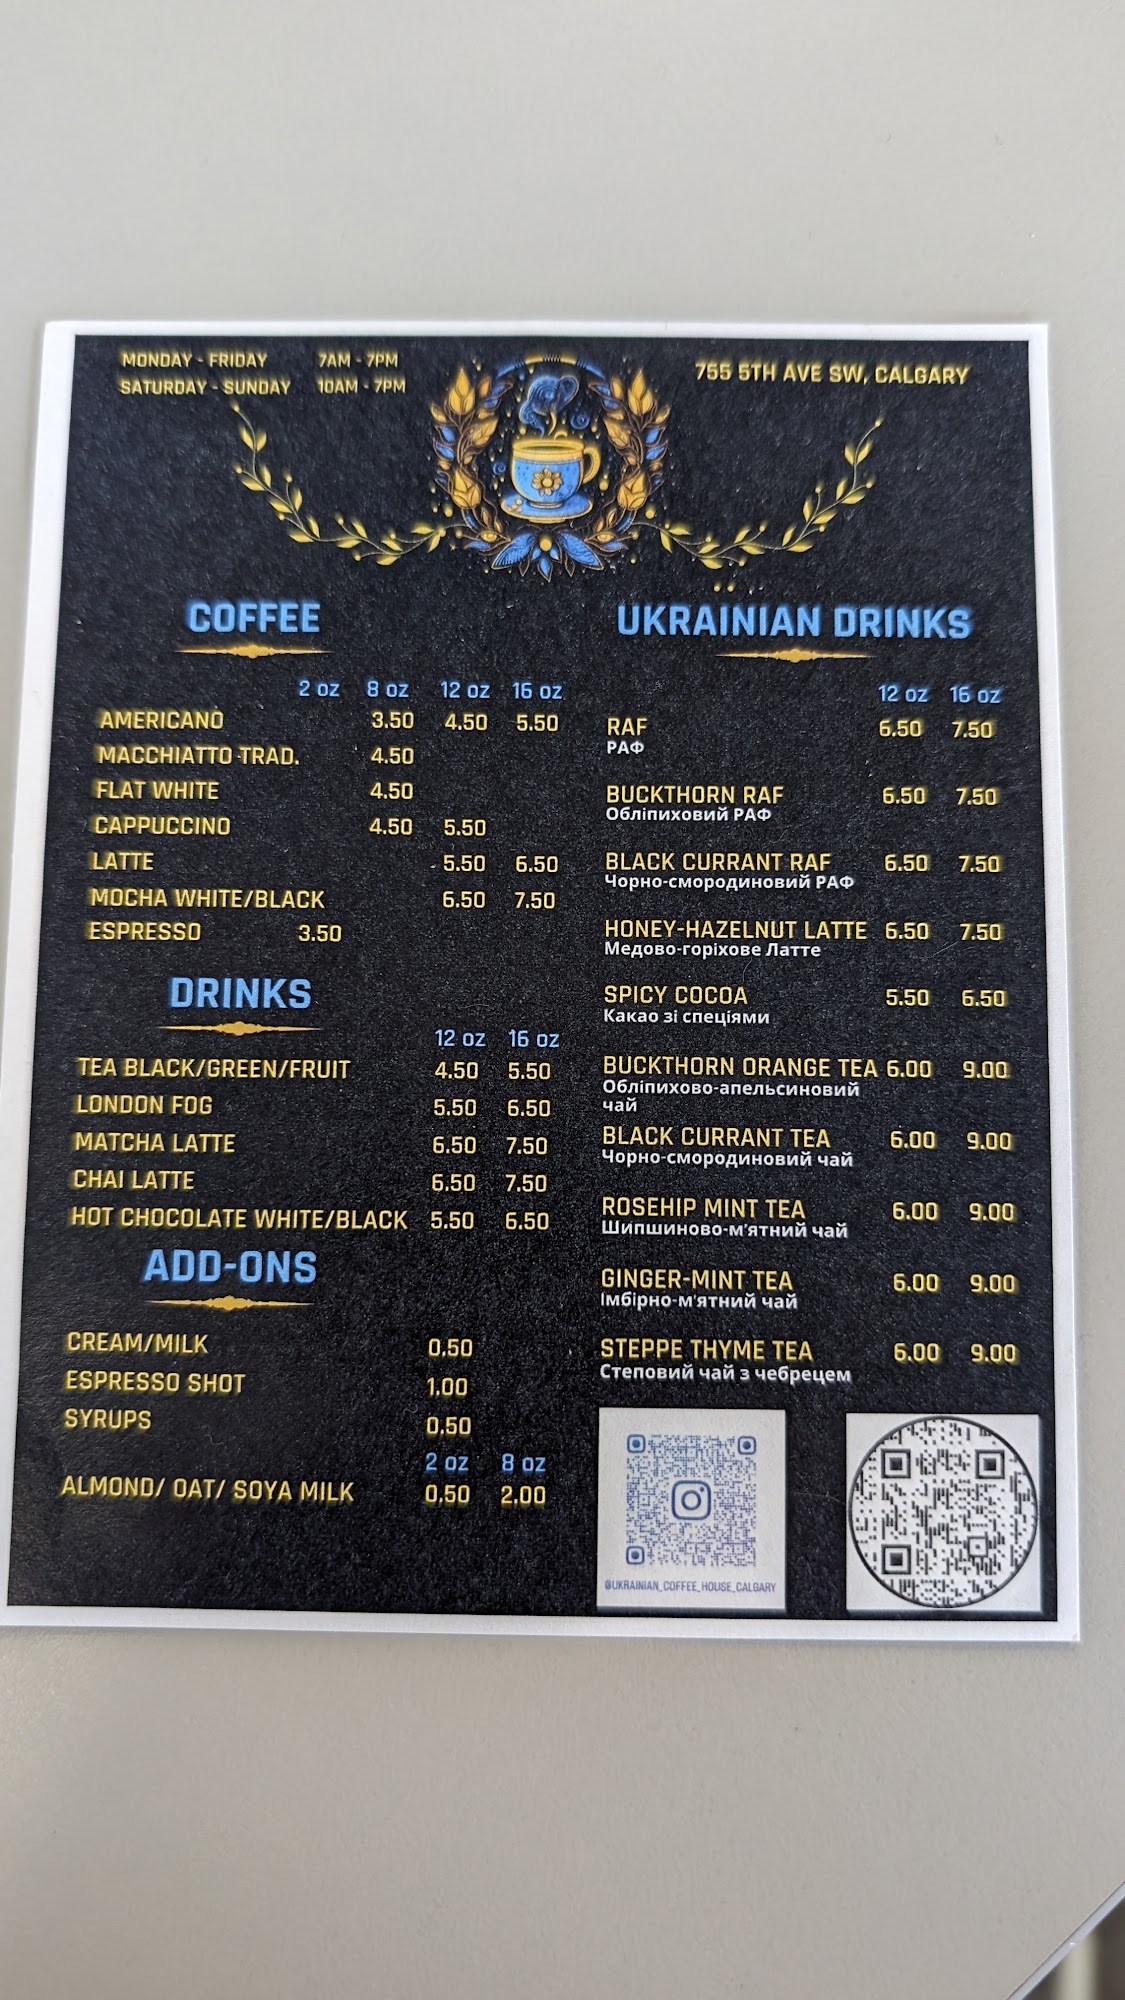 MONDAY - FRIDAY 7AM - 7PM
SATURDAY - SUNDAY 10AM - 7PM
755 5TH AVE SW, CALGARY
COFFEE
2 oz 8 oz 12 oz 16 oz
AMERICANO 3.50 4.50 5.50
MACCHIATTO TRAD. 4.50
FLAT WHITE 4.50
CAPPUCCINO 4.50 5.50
LATTE 5.50 6.50
MOCHA WHITE/BLACK 6.50 7.50
ESPRESSO 3.50
DRINKS
12 oz 16 oz
TEA BLACK/GREEN/FRUIT 4.50 5.50
LONDON FOG 5.50 6.50
MATCHA LATTE 6.50 7.50
CHAI LATTE 6.50 7.50
HOT CHOCOLATE WHITE/BLACK 5.50 6.50
ADD-ONS
CREAM/MILK 0.50
ESPRESSO SHOT 1.00
SYRUPS 0.50
2 oz 8 oz
ALMOND/ OAT/ SOYA MILK 0.50 2.00
UKRAINIAN DRINKS
12 oz 16 oz
RAF 6.50 7.50
РАФ
BUCKTHORN RAF 6.50 7.50
Обліпиховий РАФ
BLACK CURRANT RAF 6.50 7.50
Чорно-смородиновий РАФ
HONEY-HAZELNUT LATTE 6.50 7.50
Медово-горіхове Латте
SPICY COCOA 5.50 6.50
Какао зі спеціями
BUCKTHORN ORANGE TEA 6.00 9.00
Обліпихово-апельсиновий
чай
BLACK CURRANT TEA 6.00 9.00
Чорно-смородиновий чай
ROSEHIP MINT TEA 6.00 9.00
Шипшиново-м'ятний чай
GINGER-MINT TEA 6.00 9.00
Імбірно-м'ятний чай
STEPPE THYME TEA 6.00 9.00
Степовий чай з чебрецем
@UKRAINIAN_COFFEE_HOUSE_CALGARY